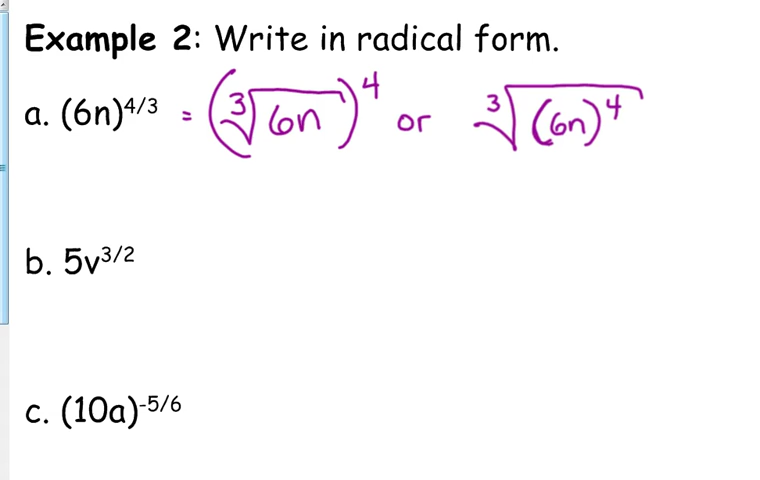 Example 2: Write in radical form.
a. (6n)^{4/3} = (∛6n)^4 or ∛(6n)^4
b. 5v^{3/2}
c. (10a)^{-5/6}